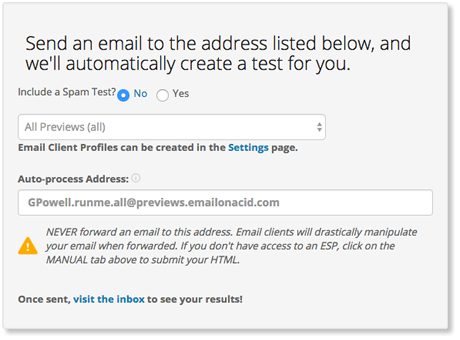 Send an email to the address listed below, and
we'll automatically create a test for you.
Include a Spam Test? No Yes
All Previews (all)
Email Client Profiles can be created in the Settings page.
Auto-process Address:
GPowell.runme.all@previews.emailonacid.com
NEVER forward an email to this address. Email clients will drastically manipulate
your email when forwarded. If you don't have access to an ESP, click on the
MANUAL tab above to submit your HTML.
Once sent, visit the inbox to see your results!